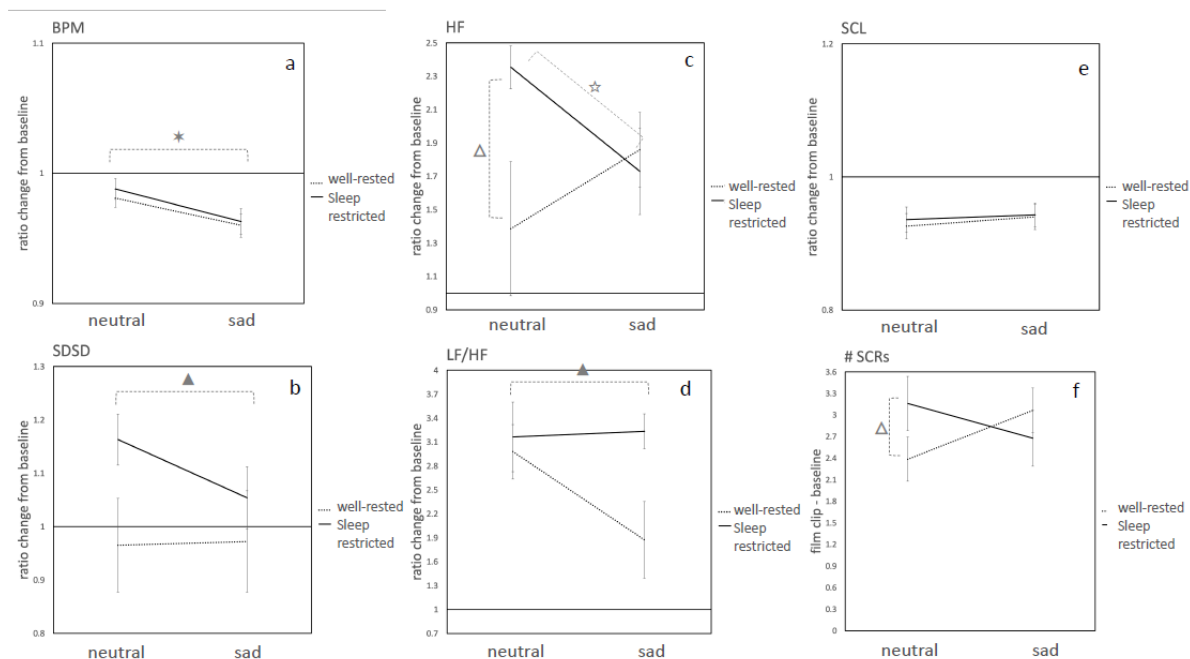 BPM
a
1.1
1
0.9
ratio change from baseline
neutral sad
well-rested
Sleep
restricted
HF
c
2.5
2.3
2.1
1.9
1.7
1.5
1.3
1.1
0.9
ratio change from baseline
neutral sad
well-rested
Sleep
restricted
SCL
e
1.2
1
0.8
ratio change from baseline
neutral sad
well-rested
Sleep
restricted
SDSD
b
1.3
1.2
1.1
1
0.9
0.8
ratio change from baseline
neutral sad
well-rested
Sleep
restricted
LF/HF
d
4
3.7
3.4
3.1
2.8
2.5
2.2
1.9
1.6
1.3
1
0.7
ratio change from baseline
neutral sad
well-rested
Sleep
restricted
# SCRs
f
3.6
3.3
3
2.7
2.4
2.1
1.8
1.5
1.2
0.9
0.6
0.3
0
film clip - baseline
neutral sad
well-rested
Sleep
restricted